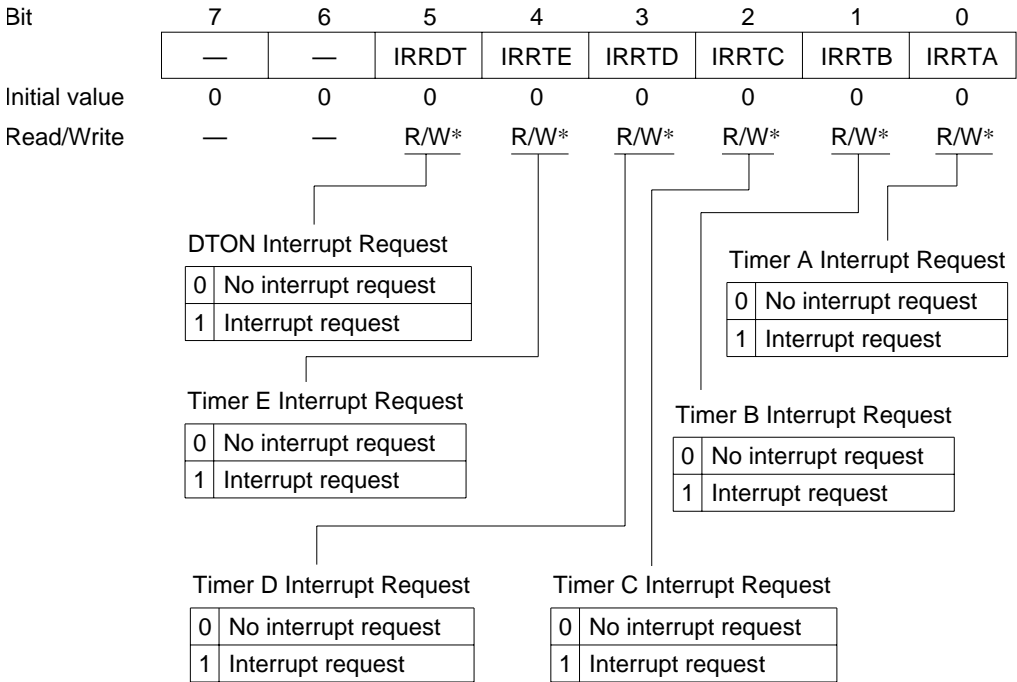 Bit 7 6 5 4 3 2 1 0
— — IRRDT IRRTE IRRTD IRRTC IRRTB IRRTA
Initial value 0 0 0 0 0 0 0 0
Read/Write — — R/W* R/W* R/W* R/W* R/W* R/W*
DTON Interrupt Request
0 No interrupt request
1 Interrupt request
Timer A Interrupt Request
0 No interrupt request
1 Interrupt request
Timer E Interrupt Request
0 No interrupt request
1 Interrupt request
Timer B Interrupt Request
0 No interrupt request
1 Interrupt request
Timer D Interrupt Request
0 No interrupt request
1 Interrupt request
Timer C Interrupt Request
0 No interrupt request
1 Interrupt request